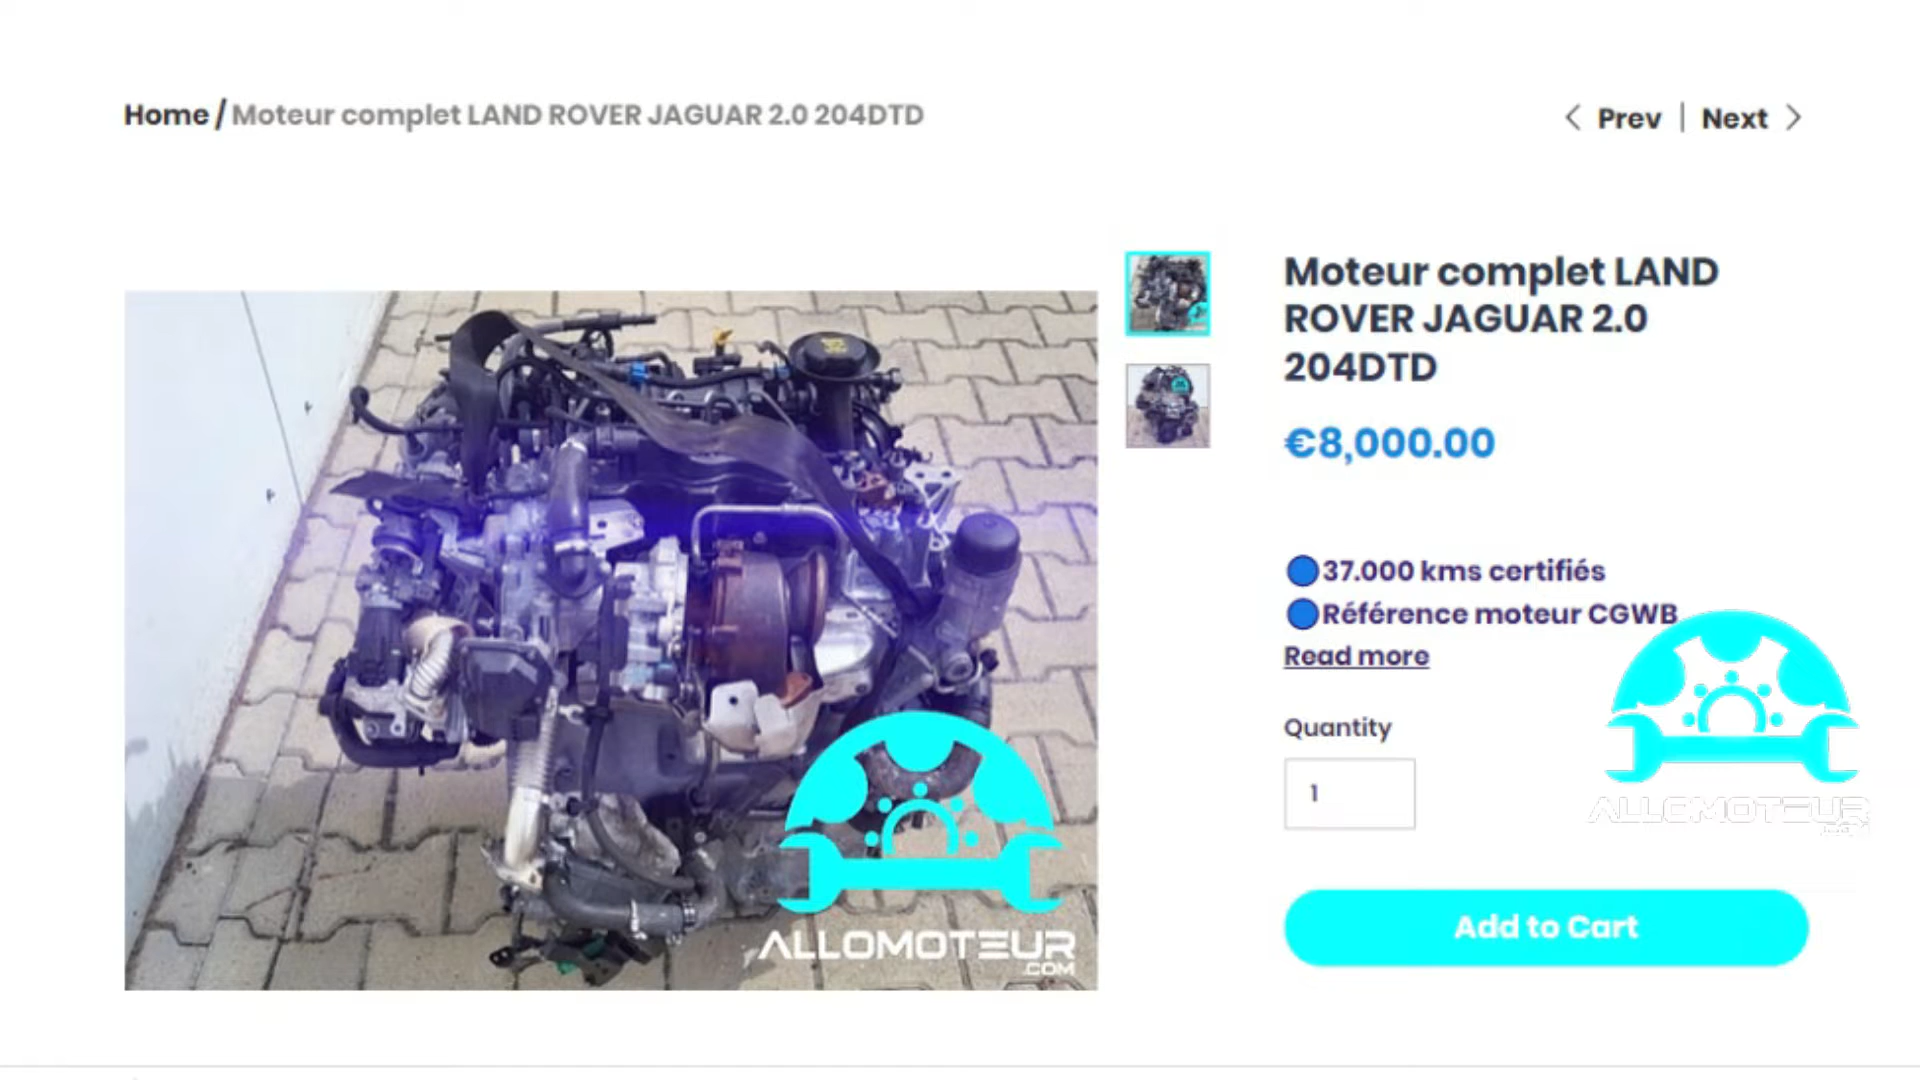 Home / Moteur complet LAND ROVER JAGUAR 2.0 204DTD
Prev | Next
Moteur complet LAND
ROVER JAGUAR 2.0
204DTD
€8,000.00
37.000 kms certifiés
Référence moteur CGWB
Read more
Quantity
1
Add to Cart
ALLOMOTEUR
.COM
ALLOMOTEUR
.COM